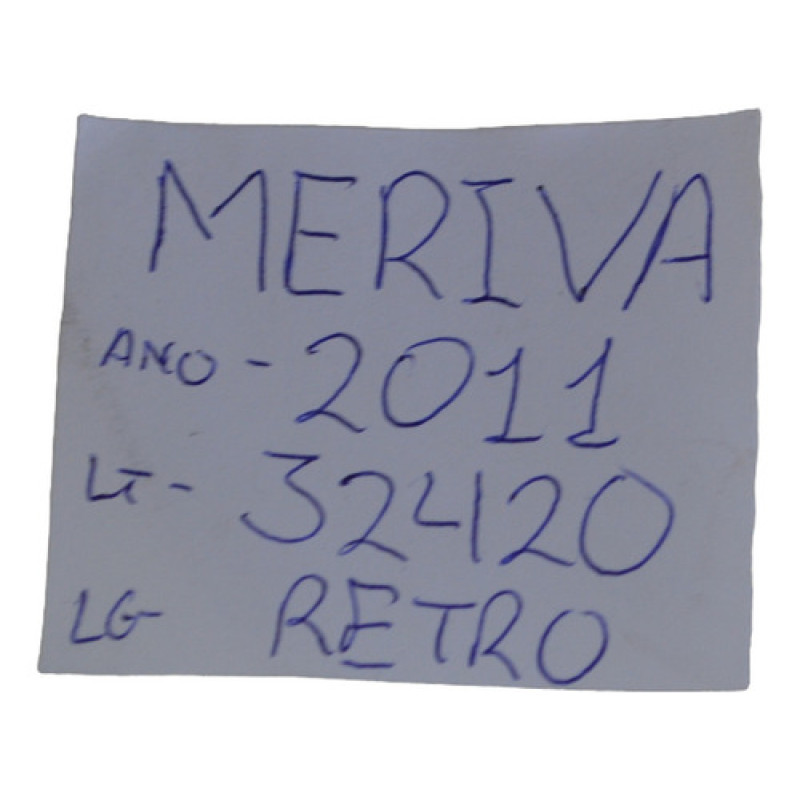 MERIVA
ANO - 2011
LT - 32420
LG- RETRO